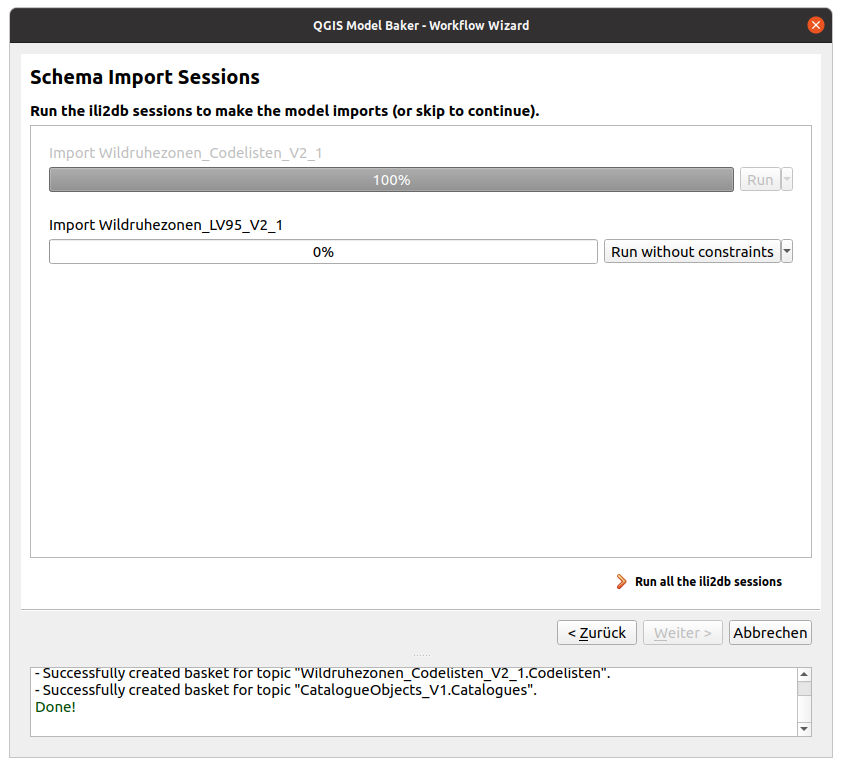 QGIS Model Baker - Workflow Wizard
Schema Import Sessions
Run the ili2db sessions to make the model imports (or skip to continue).
Import Wildruhezonen_Codelisten_V2_1
100% Run
Import Wildruhezonen_LV95_V2_1
0% Run without constraints
Run all the ili2db sessions
< Zurück Weiter > Abbrechen
- Successfully created basket for topic "Wildruhezonen_Codelisten_V2_1.Codelisten".
- Successfully created basket for topic "CatalogueObjects_V1.Catalogues".
Done!